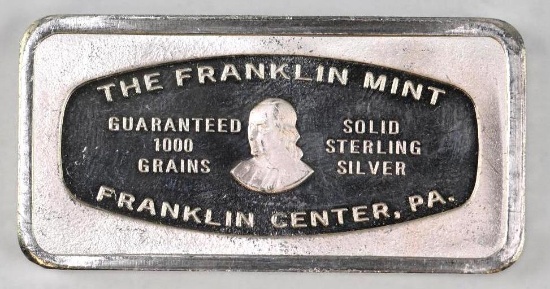 THE FRANKLIN MINT
GUARANTEED
1000
GRAINS
SOLID
STERLING
SILVER
FRANKLIN CENTER, PA.